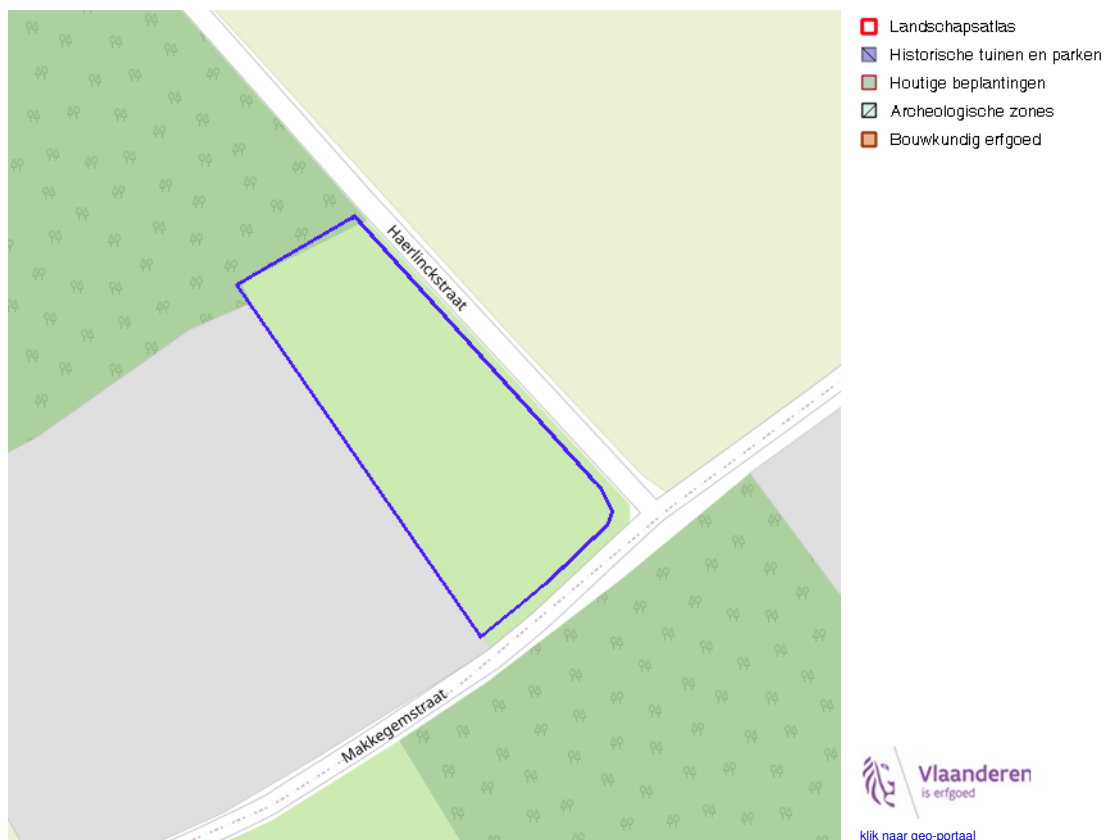 Landschapsatlas
Historische tuinen en parken
Houtige beplantingen
Archeologische zones
Bouwkundig erfgoed
Haerlinckstraat
Makkegemstraat
Vlaanderen
is erfgoed
klik naar geo-portaal